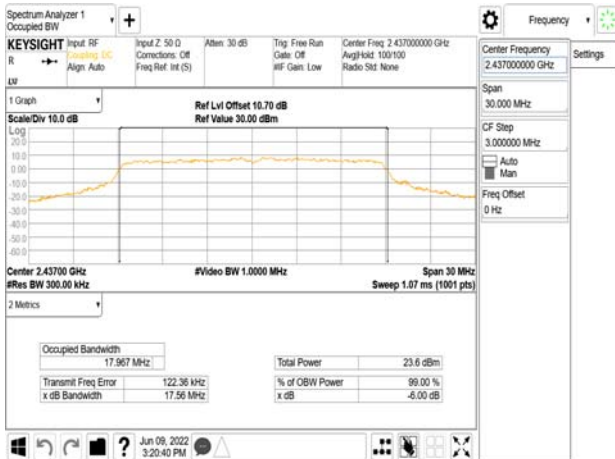 Spectrum Analyzer 1
Occupied BW
+
Frequency
KEYSIGHT Input: RF Input Z: 50 Ω Atten: 30 dB Trig: Free Run Center Freq: 2.437000000 GHz
R Coupling: DC Corrections: Off Gate: Off Avg|Hold: 100/100
Align: Auto Freq Ref: Int (S) #IF Gain: Low Radio Std: None
Center Frequency
2.437000000 GHz
Settings
Span
30.000 MHz
CF Step
3.000000 MHz
Auto
Man
Freq Offset
0 Hz
1 Graph
Ref Lvl Offset 10.70 dB
Scale/Div 10.0 dB Ref Value 30.00 dBm
Log
20.0
10.0
0.00
-10.0
-20.0
-30.0
-40.0
-50.0
-60.0
Center 2.43700 GHz #Video BW 1.0000 MHz Span 30 MHz
#Res BW 300.00 kHz Sweep 1.07 ms (1001 pts)
2 Metrics
Occupied Bandwidth
17.967 MHz Total Power 23.6 dBm
Transmit Freq Error 122.36 kHz % of OBW Power 99.00 %
x dB Bandwidth 17.56 MHz x dB -6.00 dB
? Jun 09, 2022
3:20:40 PM